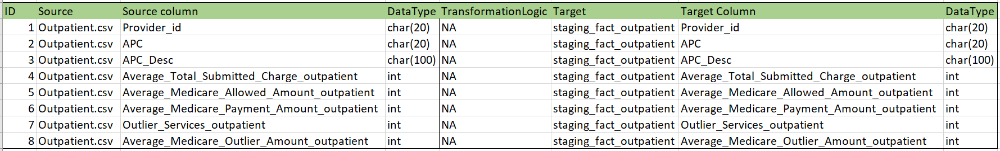 ID Source Source column DataType TransformationLogic Target Target Column DataType
1 Outpatient.csv Provider_id char(20) NA staging_fact_outpatient Provider_id char(20)
2 Outpatient.csv APC char(20) NA staging_fact_outpatient APC char(20)
3 Outpatient.csv APC_Desc char(100) NA staging_fact_outpatient APC_Desc char(100)
4 Outpatient.csv Average_Total_Submitted_Charge_outpatient int NA staging_fact_outpatient Average_Total_Submitted_Charge_outpatient int
5 Outpatient.csv Average_Medicare_Allowed_Amount_outpatient int NA staging_fact_outpatient Average_Medicare_Allowed_Amount_outpatient int
6 Outpatient.csv Average_Medicare_Payment_Amount_outpatient int NA staging_fact_outpatient Average_Medicare_Payment_Amount_outpatient int
7 Outpatient.csv Outlier_Services_outpatient int NA staging_fact_outpatient Outlier_Services_outpatient int
8 Outpatient.csv Average_Medicare_Outlier_Amount_outpatient int NA staging_fact_outpatient Average_Medicare_Outlier_Amount_outpatient int